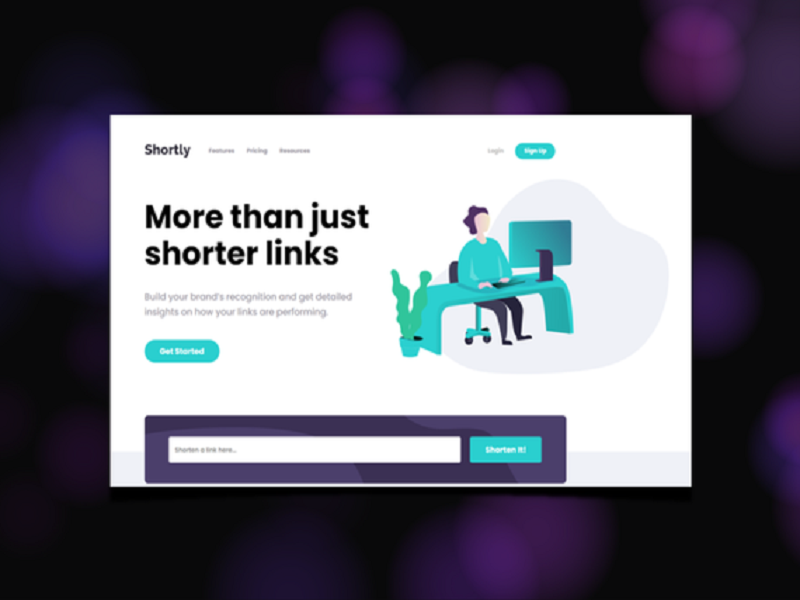 Shortly
Features
Pricing
Resources
Login
Sign Up
More than just
shorter links
Build your brand's recognition and get detailed
insights on how your links are performing.
Get Started
Shorten a link here...
Shorten It!